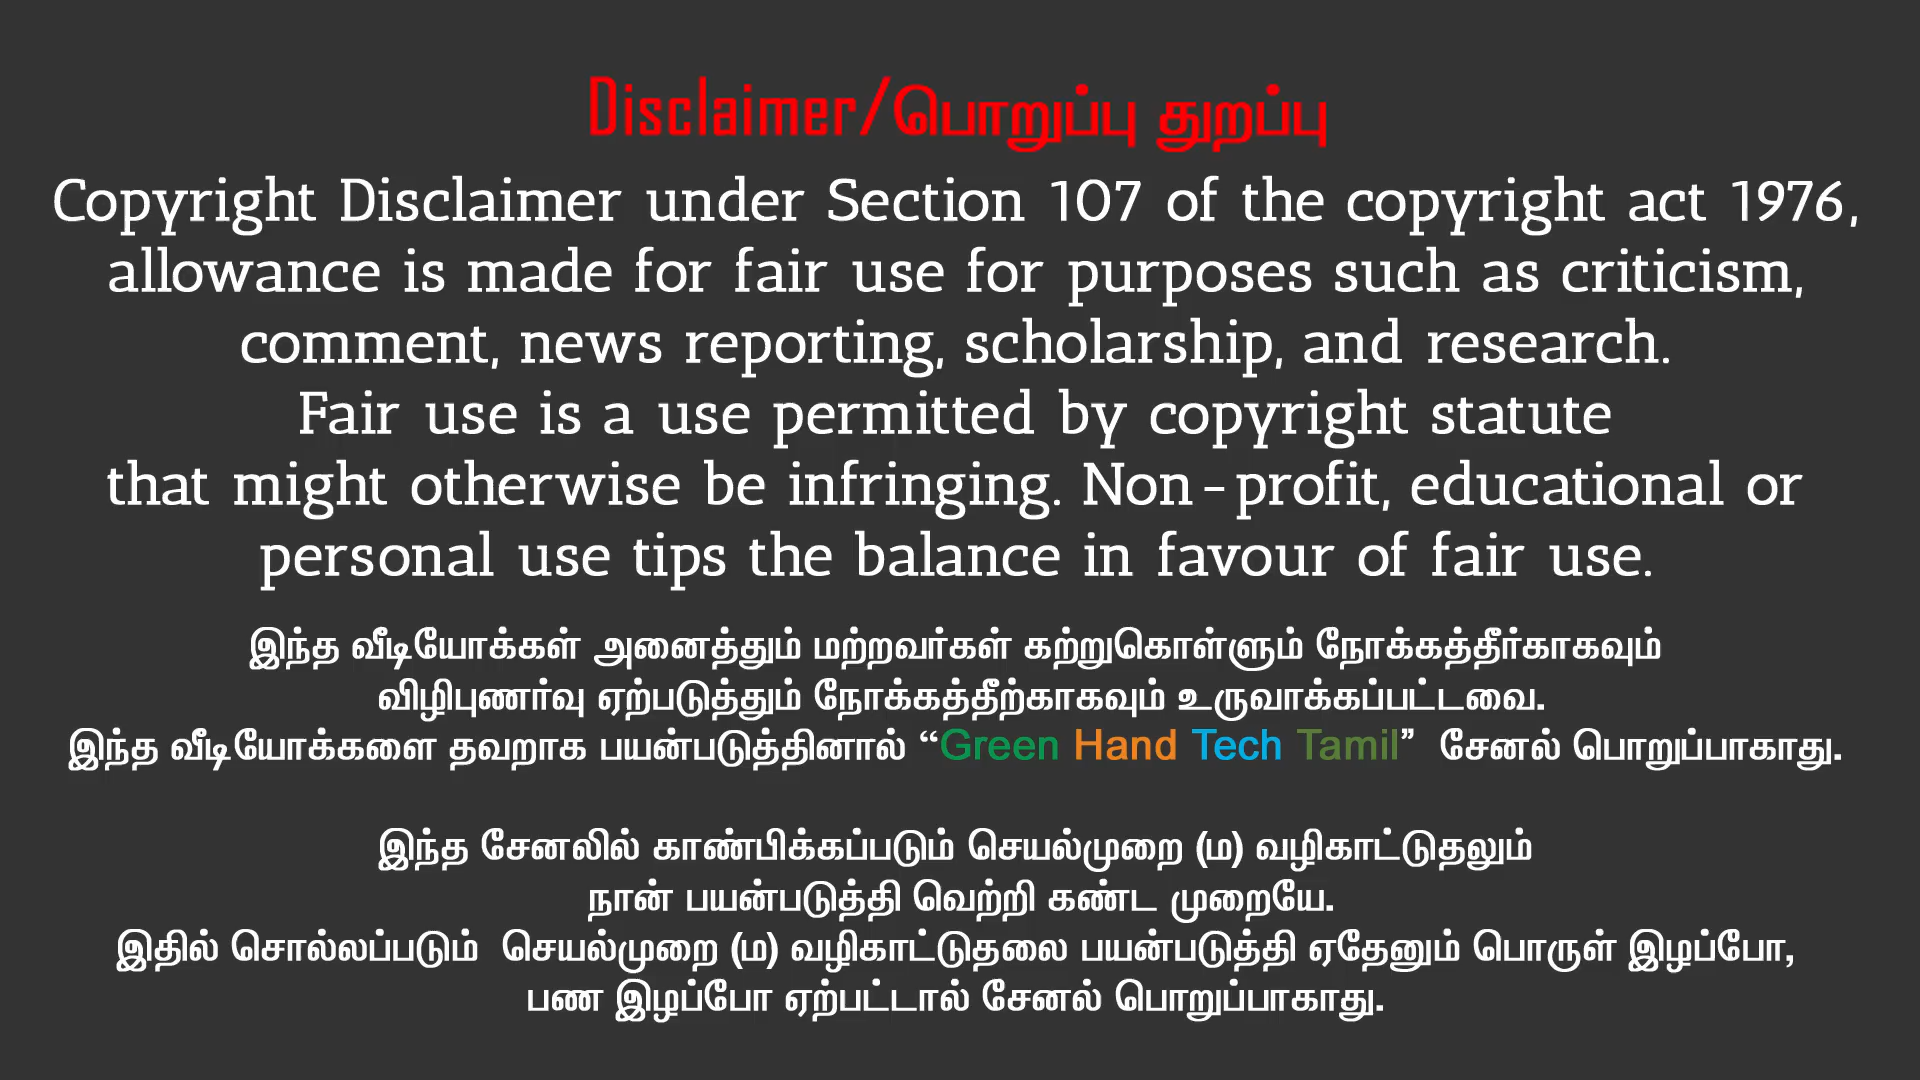 Disclaimer/பொறுப்பு துறப்பு
Copyright Disclaimer under Section 107 of the copyright act 1976,
allowance is made for fair use for purposes such as criticism,
comment, news reporting, scholarship, and research.
Fair use is a use permitted by copyright statute
that might otherwise be infringing. Non-profit, educational or
personal use tips the balance in favour of fair use.
இந்த வீடியோக்கள் அனைத்தும் மற்றவர்கள் கற்றுகொள்ளும் நோக்கத்தீர்காகவும்
விழிபுணர்வு ஏற்படுத்தும் நோக்கத்தீற்காகவும் உருவாக்கப்பட்டவை.
இந்த வீடியோக்களை தவறாக பயன்படுத்தினால் “Green Hand Tech Tamil” சேனல் பொறுப்பாகாது.
இந்த சேனலில் காண்பிக்கப்படும் செயல்முறை (ம) வழிகாட்டுதலும்
நான் பயன்படுத்தி வெற்றி கண்ட முறையே.
இதில் சொல்லப்படும் செயல்முறை (ம) வழிகாட்டுதலை பயன்படுத்தி ஏதேனும் பொருள் இழப்போ,
பண இழப்போ ஏற்பட்டால் சேனல் பொறுப்பாகாது.